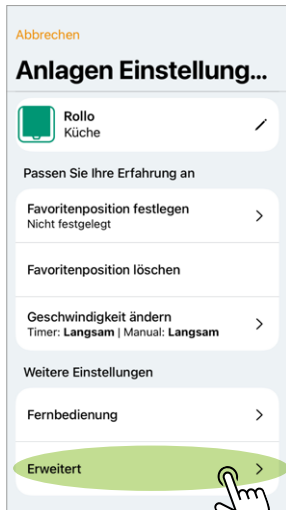 Abbrechen
Anlagen Einstellung...
Rollo
Küche
Passen Sie Ihre Erfahrung an
Favoritenposition festlegen
Nicht festgelegt
Favoritenposition löschen
Geschwindigkeit ändern
Timer: Langsam | Manual: Langsam
Weitere Einstellungen
Fernbedienung
Erweitert